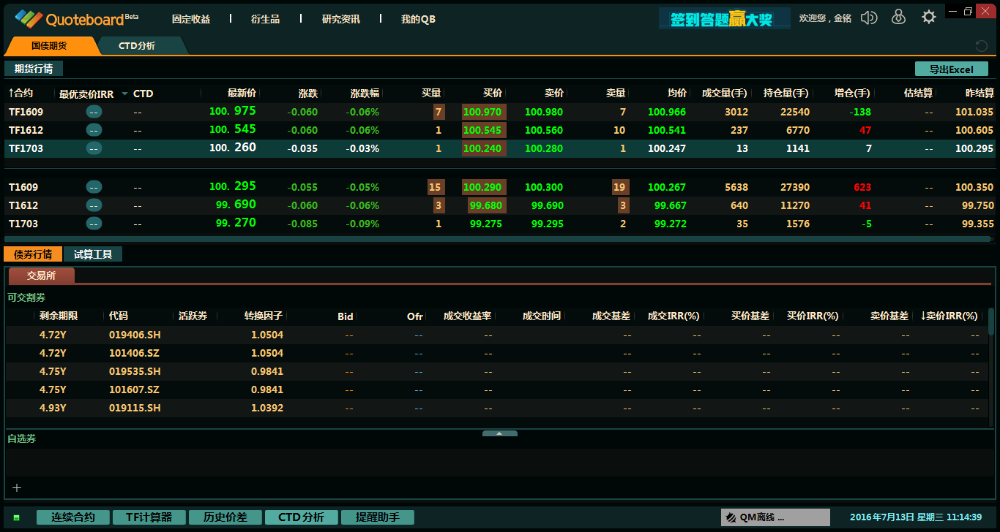 Quoteboard Beta 固定收益 衍生品 研究资讯 我的QB 签到答题赢大奖 欢迎您，金铭
国债期货 CTD分析
期货行情 导出Excel
↑合约 最优卖价IRR CTD 最新价 涨跌 涨跌幅 买量 买价 卖价 卖量 均价 成交量(手) 持仓量(手) 增仓(手) 估结算 昨结算
TF1609 -- -- 100. 975 -0.060 -0.06% 7 100.970 100.980 7 100.966 3012 22540 -138 -- 101.035
TF1612 -- -- 100. 545 -0.060 -0.06% 1 100.545 100.560 10 100.541 237 6770 47 -- 100.605
TF1703 -- -- 100. 260 -0.035 -0.03% 1 100.240 100.280 1 100.247 13 1141 7 -- 100.295
T1609 -- -- 100. 295 -0.055 -0.05% 15 100.290 100.300 19 100.267 5638 27390 623 -- 100.350
T1612 -- -- 99. 690 -0.060 -0.06% 3 99.680 99.690 3 99.667 640 11270 41 -- 99.750
T1703 -- -- 99. 270 -0.085 -0.09% 1 99.275 99.295 2 99.272 35 1576 -5 -- 99.355
债券行情 试算工具
交易所
可交割券
剩余期限 代码 活跃券 转换因子 Bid Ofr 成交收益率 成交时间 成交基差 成交IRR(%) 买价基差 买价IRR(%) 卖价基差 ↓卖价IRR(%)
4.72Y 019406.SH 1.0504 -- -- -- -- -- -- -- -- -- --
4.72Y 101406.SZ 1.0504 -- -- -- -- -- -- -- -- -- --
4.75Y 019535.SH 0.9841 -- -- -- -- -- -- -- -- -- --
4.75Y 101607.SZ 0.9841 -- -- -- -- -- -- -- -- -- --
4.93Y 019115.SH 1.0392 -- -- -- -- -- -- -- -- -- --
自选券
+
连续合约 TF计算器 历史价差 CTD分析 提醒助手 QM离线 ... 2016年7月13日 星期三 11:14:39